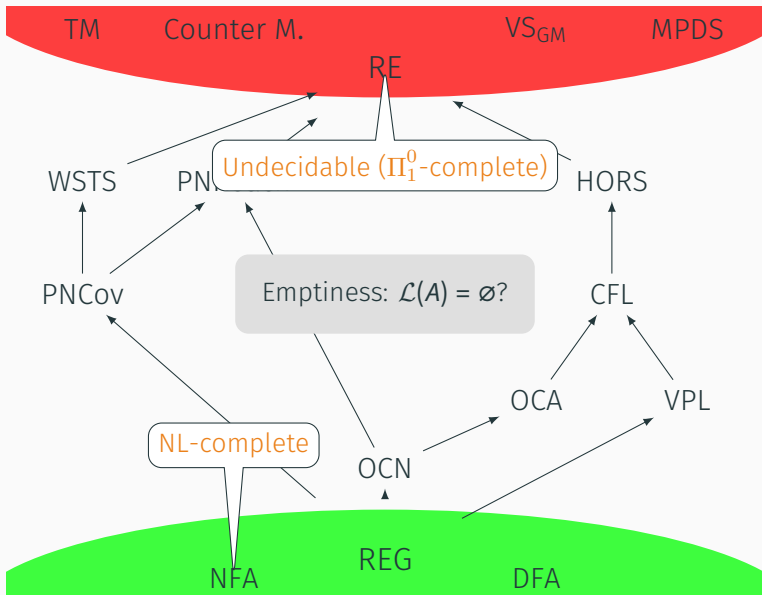 TM Counter M. VS_GM MPDS
RE
Undecidable (Π⁰₁-complete)
WSTS HORS
Emptiness: ℒ(A) = ∅?
PNCov CFL
OCA VPL
NL-complete
OCN
REG
NFA DFA